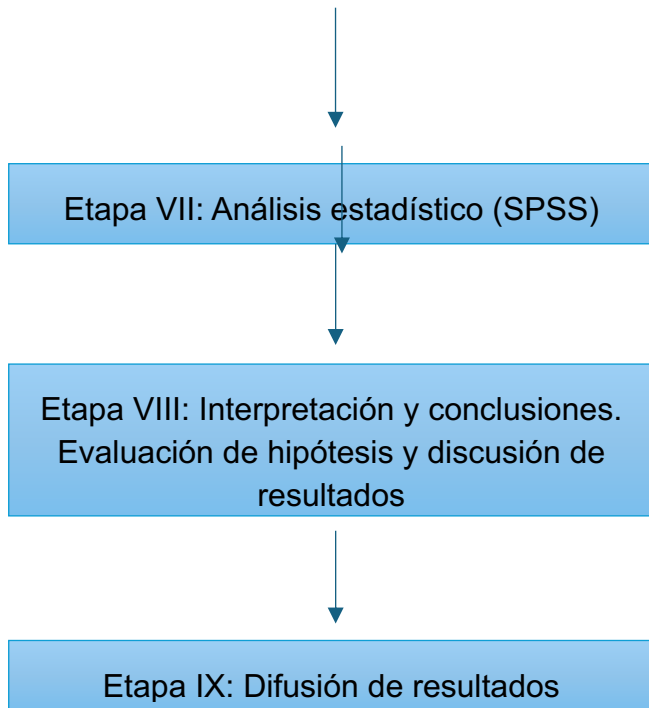 Etapa VII: Análisis estadístico (SPSS)
Etapa VIII: Interpretación y conclusiones.
Evaluación de hipótesis y discusión de
resultados
Etapa IX: Difusión de resultados